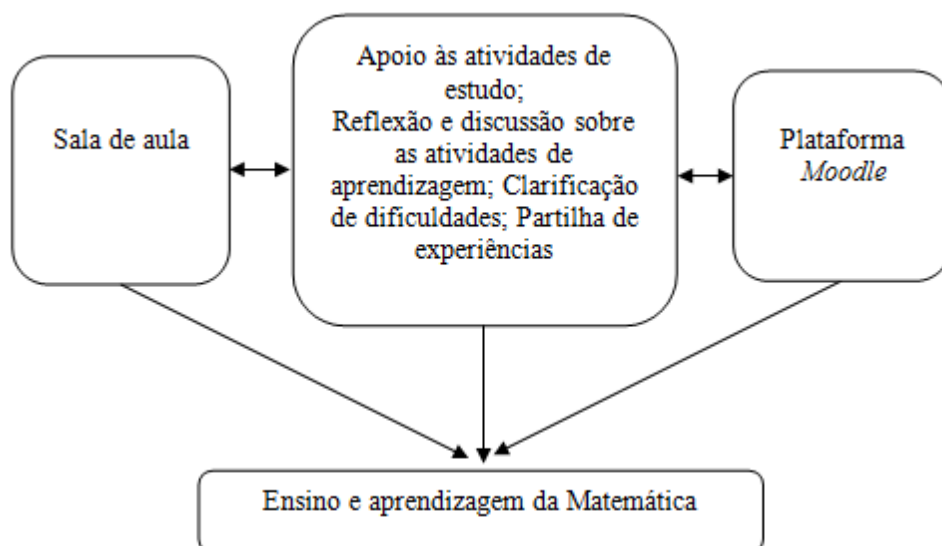 Sala de aula
Apoio às atividades de
estudo;
Reflexão e discussão sobre
as atividades de
aprendizagem; Clarificação
de dificuldades; Partilha de
experiências
Plataforma
Moodle
Ensino e aprendizagem da Matemática